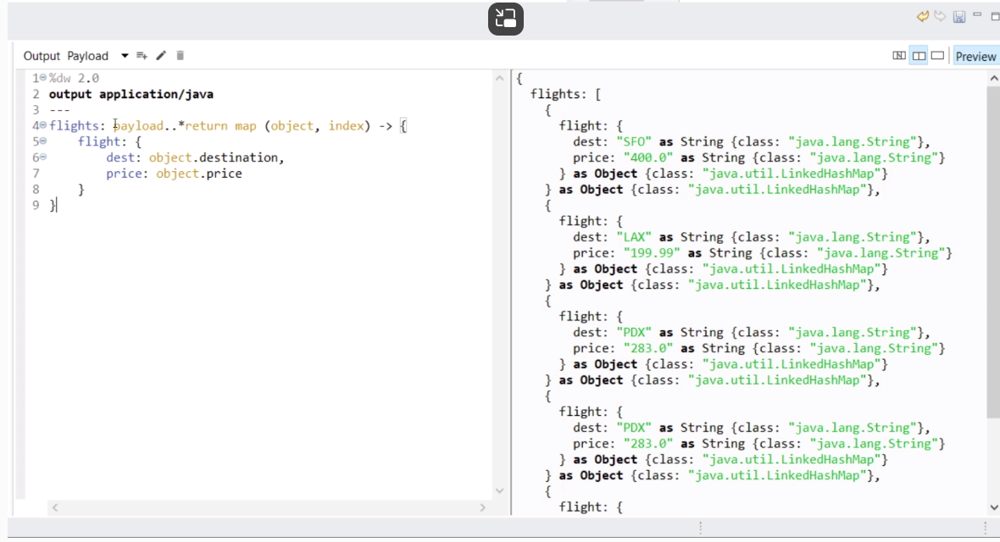 Output Payload
Preview
1 %dw 2.0
2 output application/java
3 ---
4 flights: payload..*return map (object, index) -> {
5     flight: {
6         dest: object.destination,
7         price: object.price
8     }
9 }
{
  flights: [
    {
      flight: {
        dest: "SFO" as String {class: "java.lang.String"},
        price: "400.0" as String {class: "java.lang.String"}
      } as Object {class: "java.util.LinkedHashMap"}
    } as Object {class: "java.util.LinkedHashMap"},
    {
      flight: {
        dest: "LAX" as String {class: "java.lang.String"},
        price: "199.99" as String {class: "java.lang.String"}
      } as Object {class: "java.util.LinkedHashMap"}
    } as Object {class: "java.util.LinkedHashMap"},
    {
      flight: {
        dest: "PDX" as String {class: "java.lang.String"},
        price: "283.0" as String {class: "java.lang.String"}
      } as Object {class: "java.util.LinkedHashMap"}
    } as Object {class: "java.util.LinkedHashMap"},
    {
      flight: {
        dest: "PDX" as String {class: "java.lang.String"},
        price: "283.0" as String {class: "java.lang.String"}
      } as Object {class: "java.util.LinkedHashMap"}
    } as Object {class: "java.util.LinkedHashMap"},
    {
      flight: {